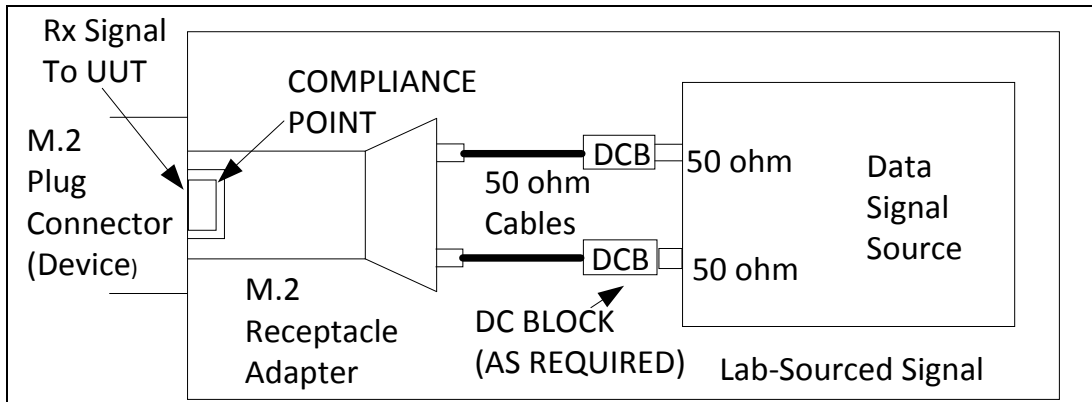 Rx Signal
To UUT
COMPLIANCE
POINT
M.2
Plug
Connector
(Device)
M.2
Receptacle
Adapter
50 ohm
Cables
DCB
50 ohm
DCB
50 ohm
DC BLOCK
(AS REQUIRED)
Data
Signal
Source
Lab-Sourced Signal